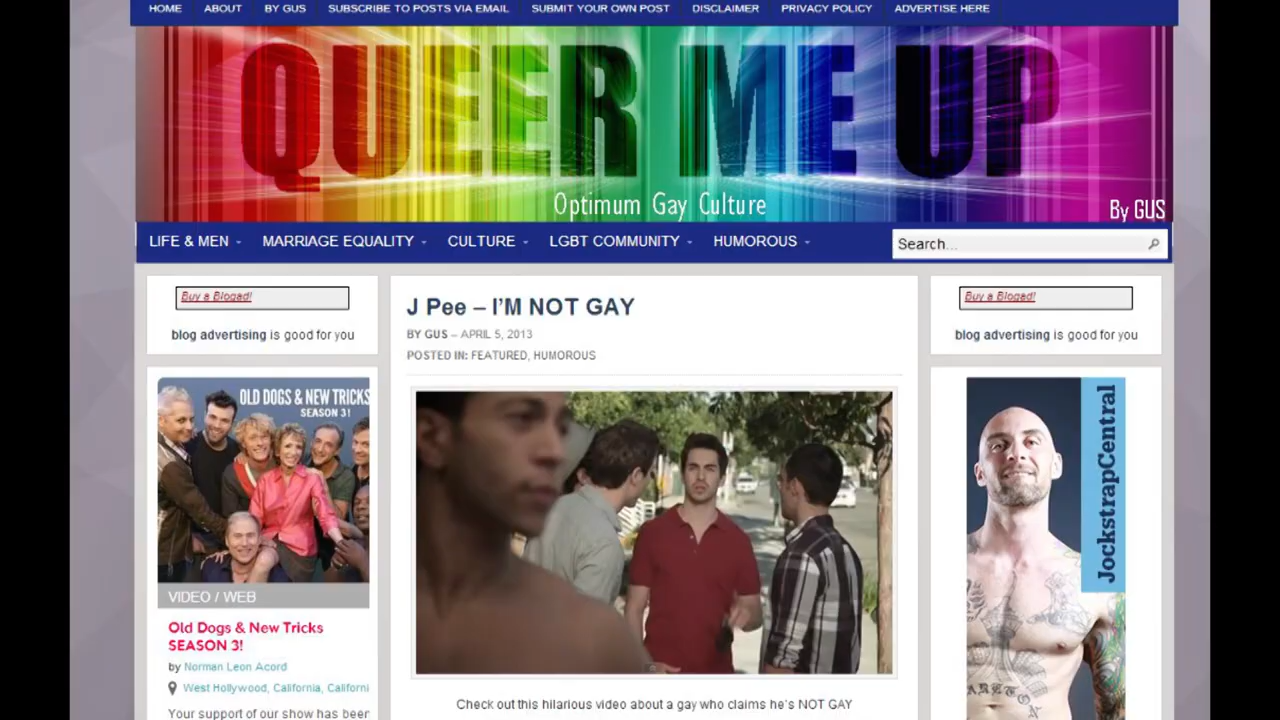 HOME ABOUT BY GUS SUBSCRIBE TO POSTS VIA EMAIL SUBMIT YOUR OWN POST DISCLAIMER PRIVACY POLICY ADVERTISE HERE
QUEER ME UP
Optimum Gay Culture
By GUS
LIFE & MEN MARRIAGE EQUALITY CULTURE LGBT COMMUNITY HUMOROUS Search...
Buy a Blogad!
blog advertising is good for you
OLD DOGS & NEW TRICKS
SEASON 3!
VIDEO / WEB
Old Dogs & New Tricks
SEASON 3!
by Norman Leon Acord
West Hollywood, California, Californi
Your support of our show has been
J Pee – I'M NOT GAY
BY GUS – APRIL 5, 2013
POSTED IN: FEATURED, HUMOROUS
Check out this hilarious video about a gay who claims he's NOT GAY
Buy a Blogad!
blog advertising is good for you
JockstrapCentral